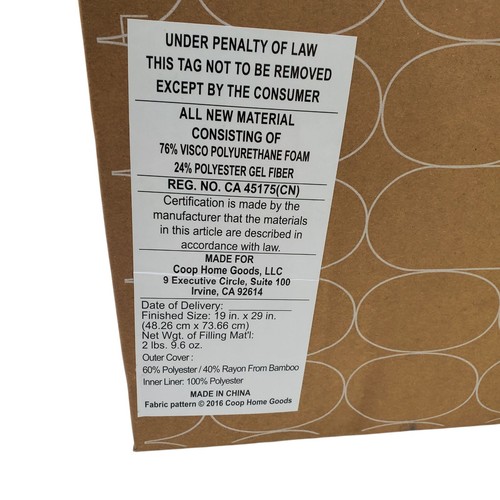 UNDER PENALTY OF LAW
THIS TAG NOT TO BE REMOVED
EXCEPT BY THE CONSUMER
ALL NEW MATERIAL
CONSISTING OF
76% VISCO POLYURETHANE FOAM
24% POLYESTER GEL FIBER
REG. NO. CA 45175(CN)
Certification is made by the
manufacturer that the materials
in this article are described in
accordance with law.
MADE FOR
Coop Home Goods, LLC
9 Executive Circle, Suite 100
Irvine, CA 92614
Date of Delivery: ___________
Finished Size: 19 in. x 29 in.
(48.26 cm x 73.66 cm)
Net Wgt. of Filling Mat'l:
2 lbs. 9.6 oz.
Outer Cover :
60% Polyester / 40% Rayon From Bamboo
Inner Liner: 100% Polyester
MADE IN CHINA
Fabric pattern © 2016 Coop Home Goods